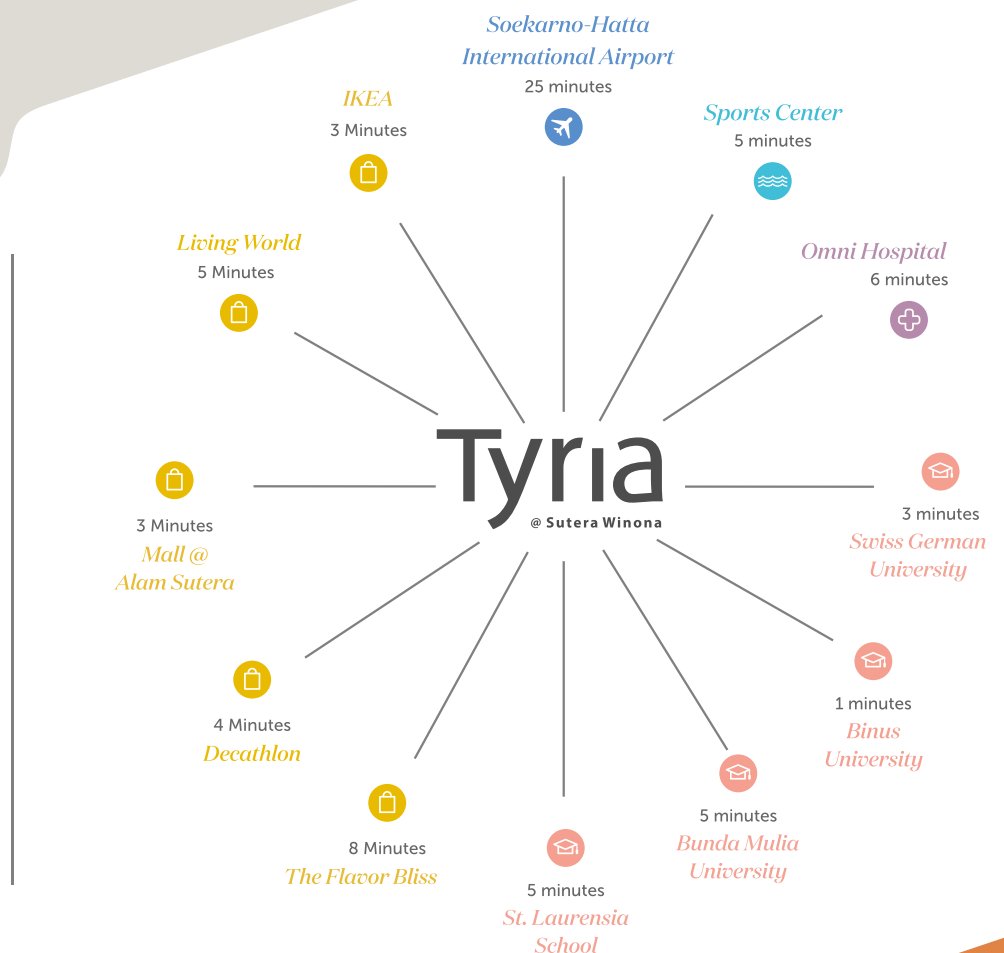 Soekarno-Hatta
International Airport
25 minutes
IKEA
3 Minutes
Sports Center
5 minutes
Living World
5 Minutes
Omni Hospital
6 minutes
Tyria
@ Sutera Winona
3 Minutes
Mall @
Alam Sutera
3 minutes
Swiss German
University
4 Minutes
Decathlon
1 minutes
Binus
University
8 Minutes
The Flavor Bliss
5 minutes
Bunda Mulia
University
5 minutes
St. Laurensia
School